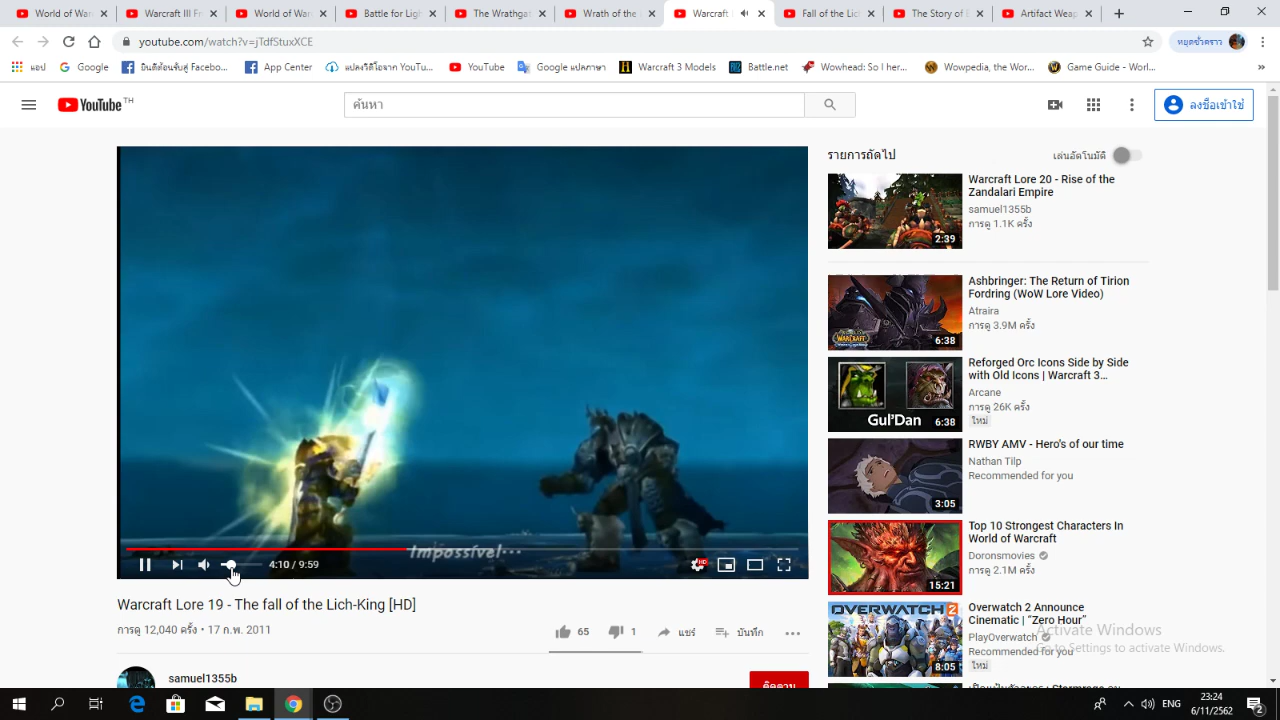 World of War
Warcraft III Fr
World of War
Battle for Ligh
The Wrathgat
Wrath of the
Warcraft
Fall of the Lic
The Story of
Artifact Weap
youtube.com/watch?v=jTdfStuxXCE
หยุดชั่วคราว
แอป
Google
ยินดีต้อนรับสู่ Facebo...
App Center
แปลงวิดีโอจาก YouTu...
YouTube
Google แปลภาษา
Warcraft 3 Models
Battle.net
Wowhead: So I her...
Wowpedia, the Wor...
Game Guide - Worl...
»
YouTube TH
ค้นหา
ลงชื่อเข้าใช้
Impossível...
4:10 / 9:59
HD
Warcraft Lore 19 - The fall of the Lich-King [HD]
การดู 12,040 ครั้ง • 17 ก.พ. 2011
65
1
แชร์
บันทึก
samuel1355b
ติดตาม
รายการถัดไป
เล่นอัตโนมัติ
2:39
Warcraft Lore 20 - Rise of the
Zandalari Empire
samuel1355b
การดู 1.1K ครั้ง
WARCRAFT
6:38
Ashbringer: The Return of Tirion
Fordring (WoW Lore Video)
Atraira
การดู 3.9M ครั้ง
Gul'Dan
6:38
Reforged Orc Icons Side by Side
with Old Icons | Warcraft 3...
Arcane
การดู 26K ครั้ง
ใหม่
3:05
RWBY AMV - Hero's of our time
Nathan Tilp
Recommended for you
15:21
Top 10 Strongest Characters In
World of Warcraft
Doronsmovies
การดู 2.1M ครั้ง
OVERWATCH 2
8:05
Overwatch 2 Announce
Cinematic | “Zero Hour”
PlayOverwatch
Recommended for you
ใหม่
Activate Windows
Go to Settings to activate Windows.
ENG
23:24
6/11/2562
2